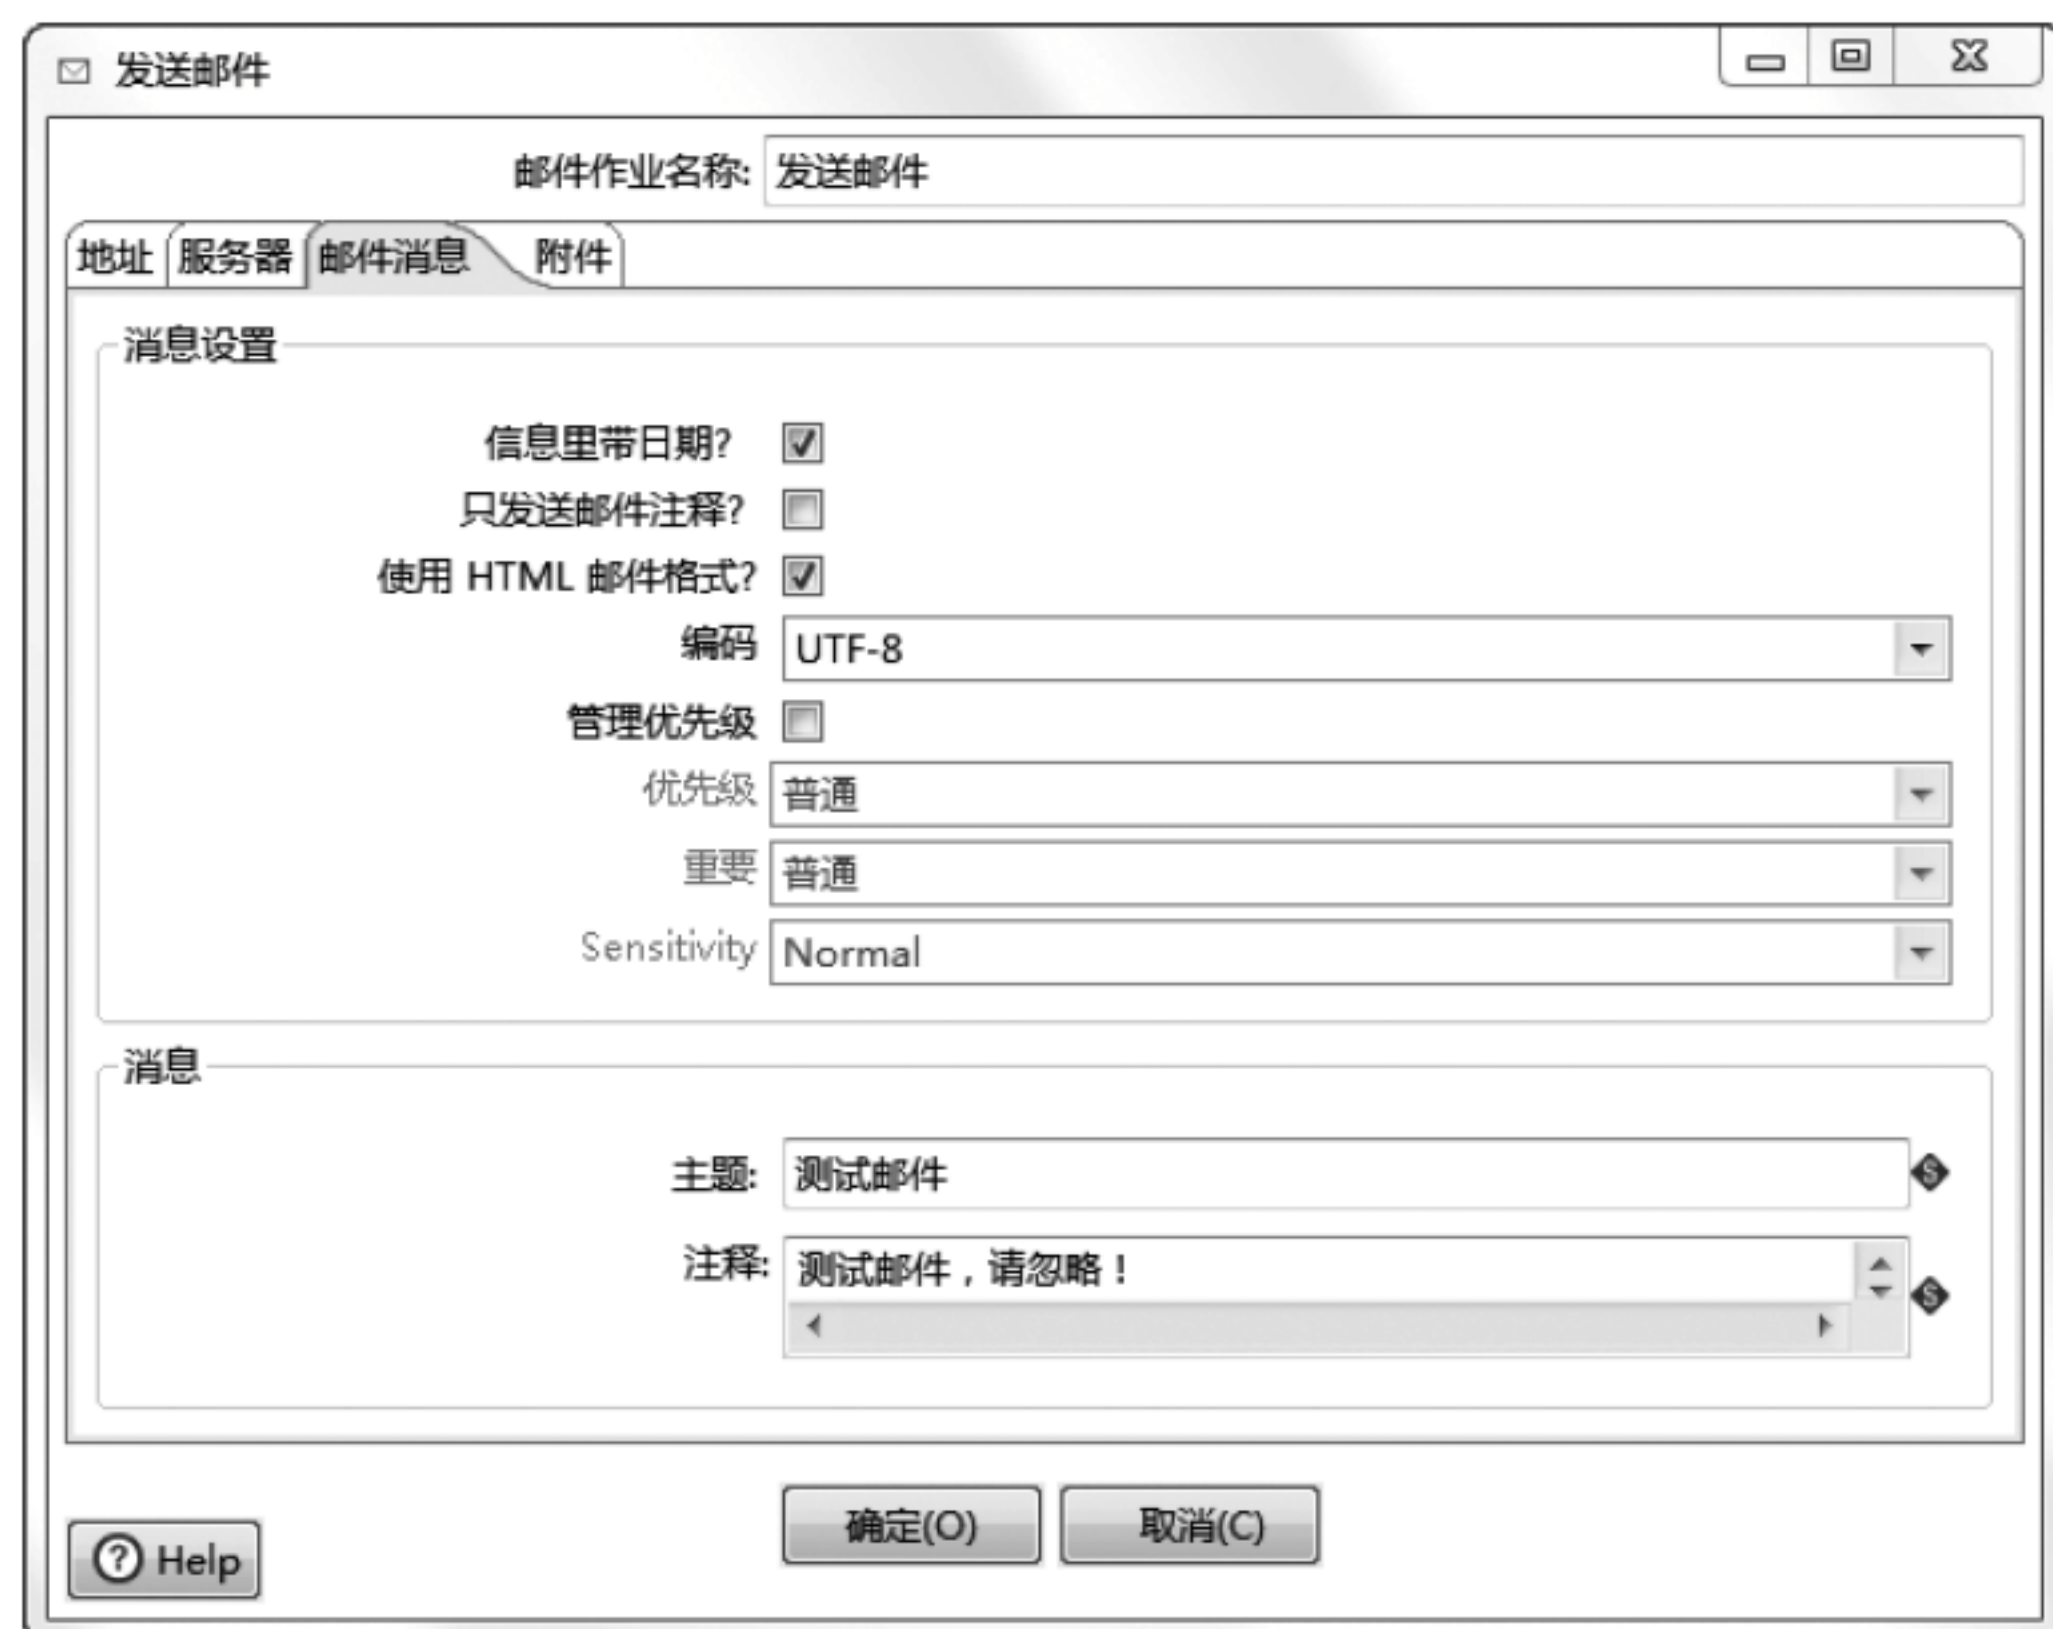 发送邮件
邮件作业名称: 发送邮件
地址 服务器 邮件消息 附件
消息设置
信息里带日期?
只发送邮件注释?
使用 HTML 邮件格式?
编码 UTF-8
管理优先级
优先级 普通
重要 普通
Sensitivity Normal
消息
主题: 测试邮件
注释: 测试邮件，请忽略！
确定(O) 取消(C)
Help